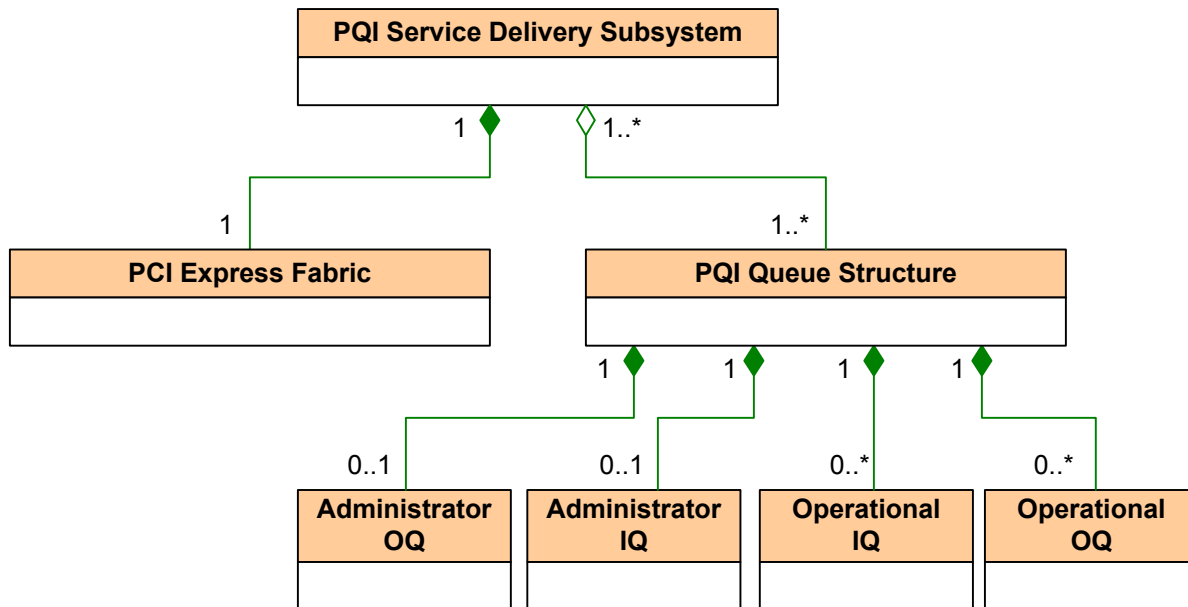 PQI Service Delivery Subsystem
1 1..*
1 1..*
PCI Express Fabric PQI Queue Structure
1 1 1 1
0..1 0..1 0..* 0..*
Administrator Administrator Operational Operational
OQ IQ IQ OQ